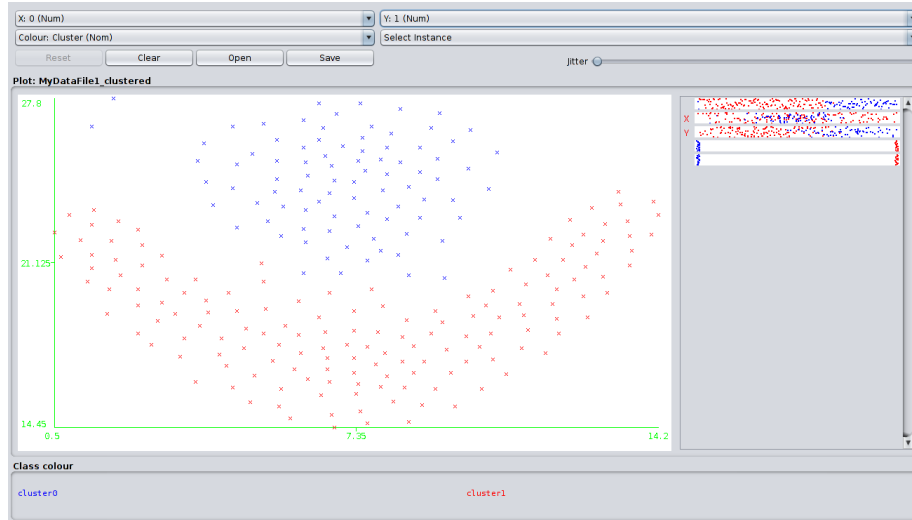 X: 0 (Num)
Y: 1 (Num)
Colour: Cluster (Nom)
Select Instance
Reset
Clear
Open
Save
Jitter
Plot: MyDataFile1_clustered
27.8
21.125
14.45
0.5
7.35
14.2
X
Y
Class colour
cluster0
cluster1